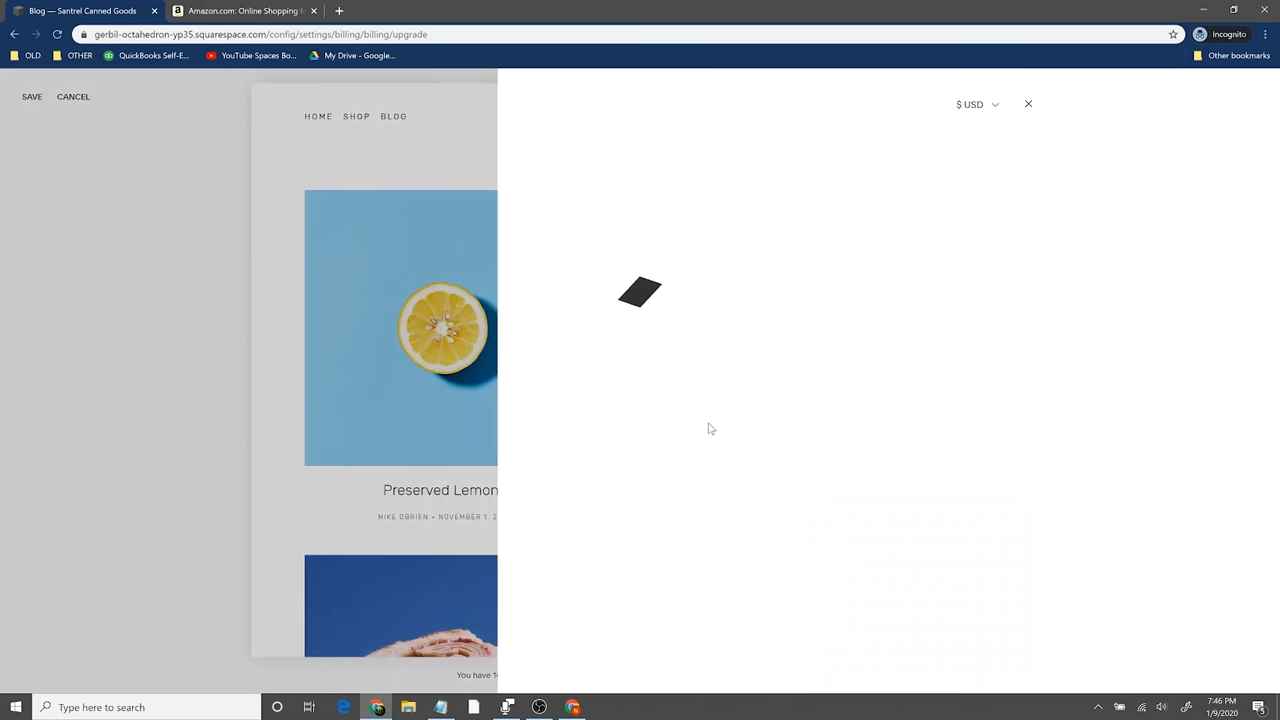 Blog — Santrel Canned Goods
Amazon.com: Online Shopping f
gerbil-octahedron-yp35.squarespace.com/config/settings/billing/billing/upgrade
Incognito
OLD
OTHER
QuickBooks Self-E...
YouTube Spaces Bo...
My Drive - Google...
Other bookmarks
SAVE CANCEL
HOME SHOP BLOG
$ USD
Preserved Lemon
MIKE OBRIEN • NOVEMBER 1, 2
You have 1
Type here to search
7:46 PM
1/9/2020